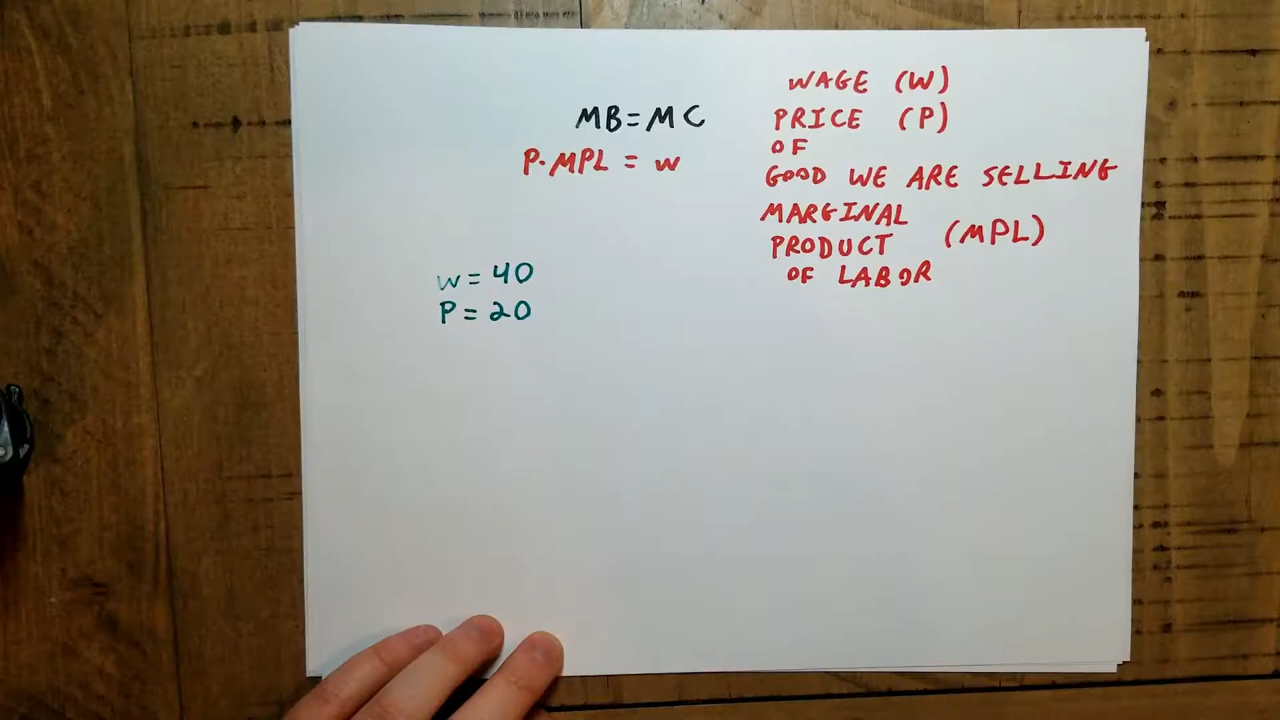 MB = MC
P · MPL = w
WAGE (W)
PRICE (P)
OF
GOOD WE ARE SELLING
MARGINAL
PRODUCT (MPL)
OF LABOR
w = 40
P = 20